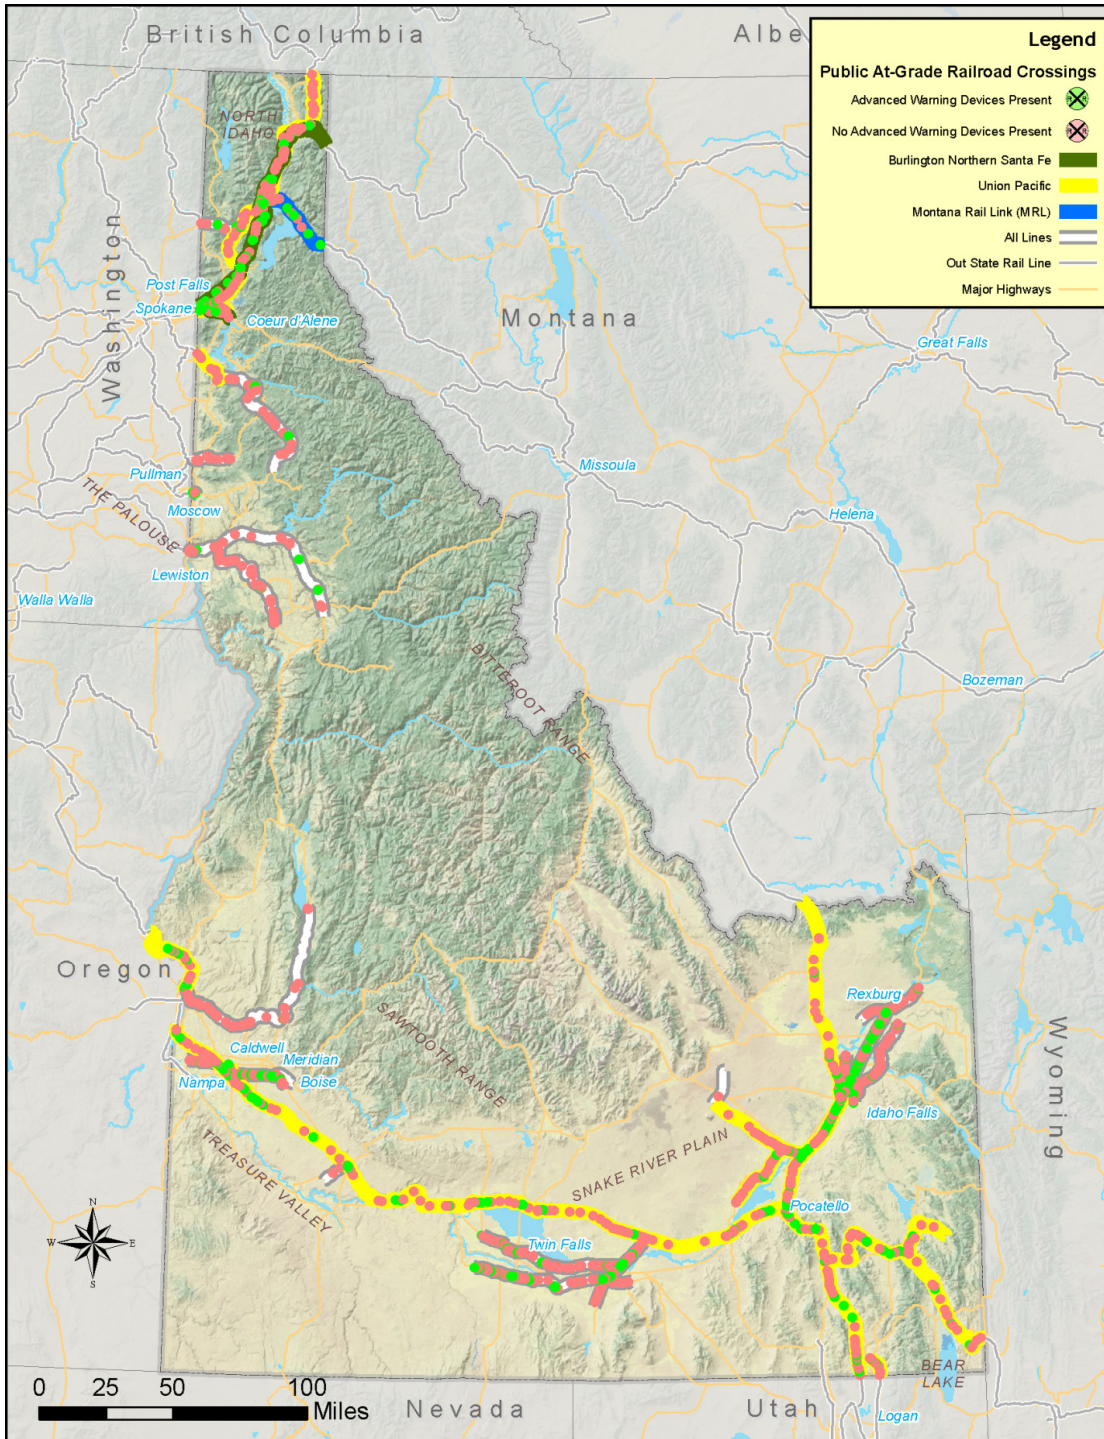 British Columbia
Albe
Legend
Public At-Grade Railroad Crossings
Advanced Warning Devices Present
No Advanced Warning Devices Present
Burlington Northern Santa Fe
Union Pacific
Montana Rail Link (MRL)
All Lines
Out State Rail Line
Major Highways
NORTH
IDAHO
Washington
Post Falls
Spokane
Coeur d'Alene
Montana
Great Falls
Pullman
Missoula
THE PALOUSE
Moscow
Helena
Lewiston
Walla Walla
BITTEROOT RANGE
Bozeman
Oregon
Rexburg
SAWTOOTH RANGE
Wyoming
Caldwell
Meridian
Nampa
Boise
Idaho Falls
TREASURE VALLEY
SNAKE RIVER PLAIN
Pocatello
N
W
E
S
Twin Falls
BEAR
LAKE
0 25 50 100
Miles
Nevada
Utah
Logan